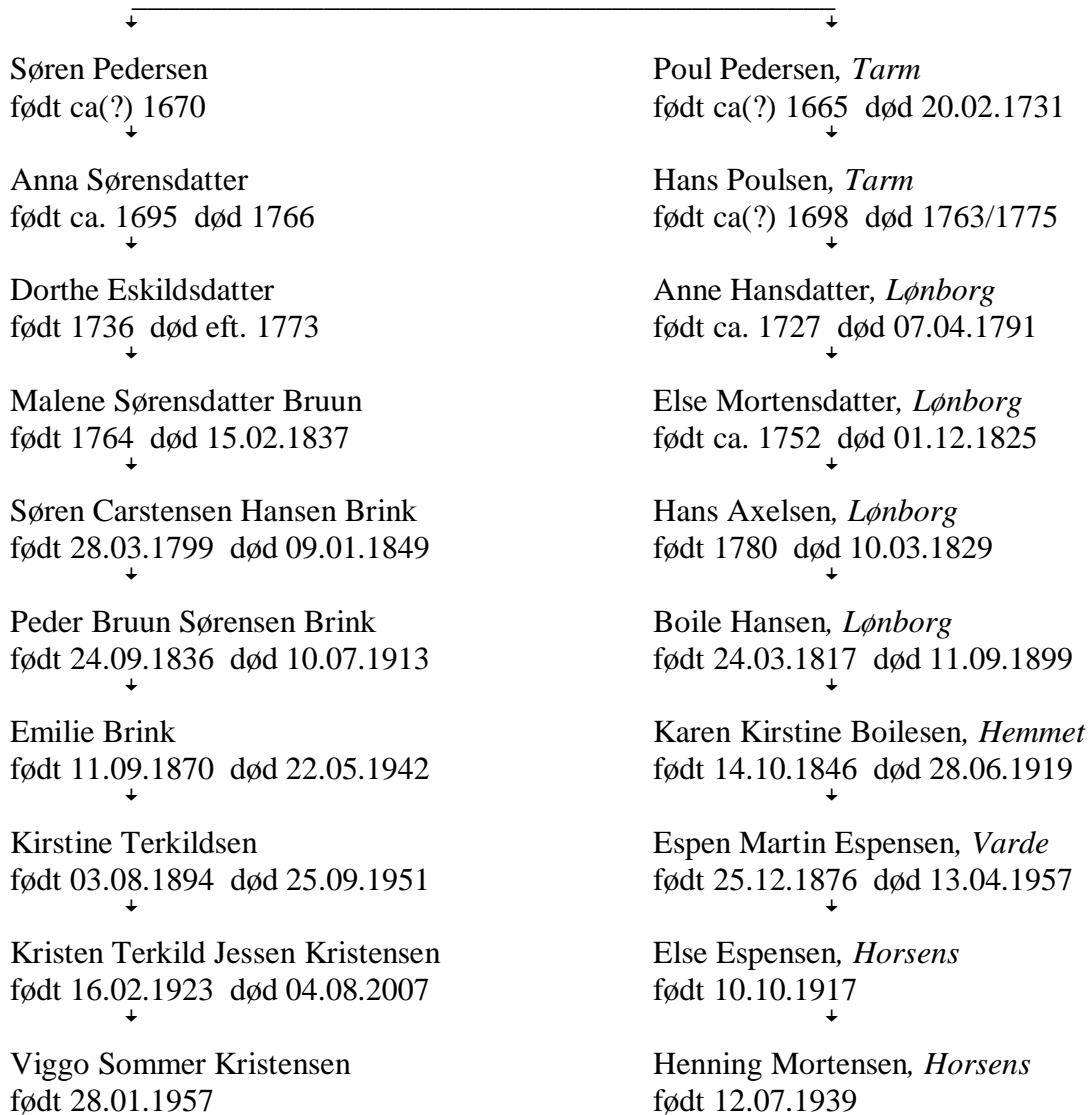 Søren Pedersen
født ca(?) 1670
Anna Sørensdatter
født ca. 1695 død 1766
Dorthe Eskildsdatter
født 1736 død eft. 1773
Malene Sørensdatter Bruun
født 1764 død 15.02.1837
Søren Carstensen Hansen Brink
født 28.03.1799 død 09.01.1849
Peder Bruun Sørensen Brink
født 24.09.1836 død 10.07.1913
Emilie Brink
født 11.09.1870 død 22.05.1942
Kirstine Terkildsen
født 03.08.1894 død 25.09.1951
Kristen Terkild Jessen Kristensen
født 16.02.1923 død 04.08.2007
Viggo Sommer Kristensen
født 28.01.1957
Poul Pedersen, Tarm
født ca(?) 1665 død 20.02.1731
Hans Poulsen, Tarm
født ca(?) 1698 død 1763/1775
Anne Hansdatter, Lønborg
født ca. 1727 død 07.04.1791
Else Mortensdatter, Lønborg
født ca. 1752 død 01.12.1825
Hans Axelsen, Lønborg
født 1780 død 10.03.1829
Boile Hansen, Lønborg
født 24.03.1817 død 11.09.1899
Karen Kirstine Boilesen, Hemmet
født 14.10.1846 død 28.06.1919
Espen Martin Espensen, Varde
født 25.12.1876 død 13.04.1957
Else Espensen, Horsens
født 10.10.1917
Henning Mortensen, Horsens
født 12.07.1939